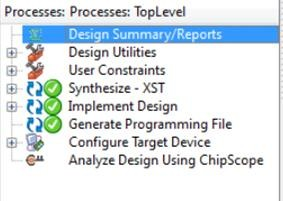 Processes: Processes: TopLevel
Design Summary/Reports
Design Utilities
User Constraints
Synthesize - XST
Implement Design
Generate Programming File
Configure Target Device
Analyze Design Using ChipScope